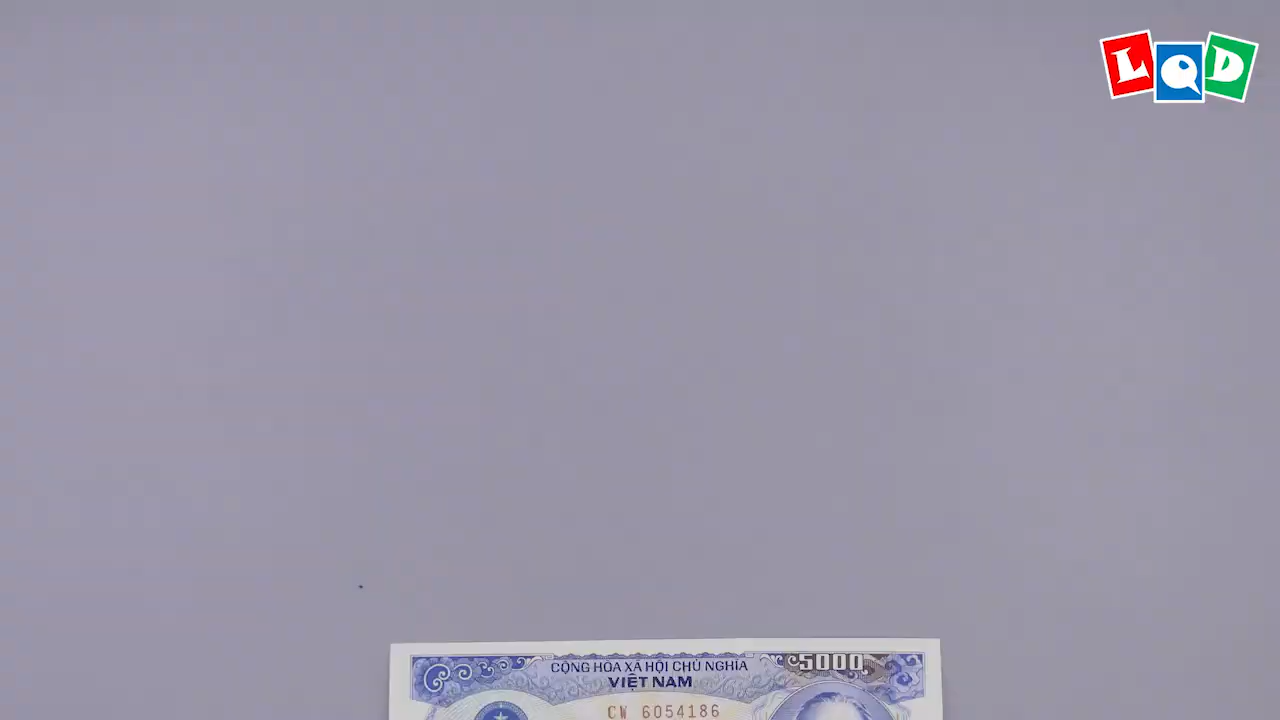 LQD
CỘNG HÒA XÃ HỘI CHỦ NGHĨA
VIỆT NAM
5000
CW 6054186